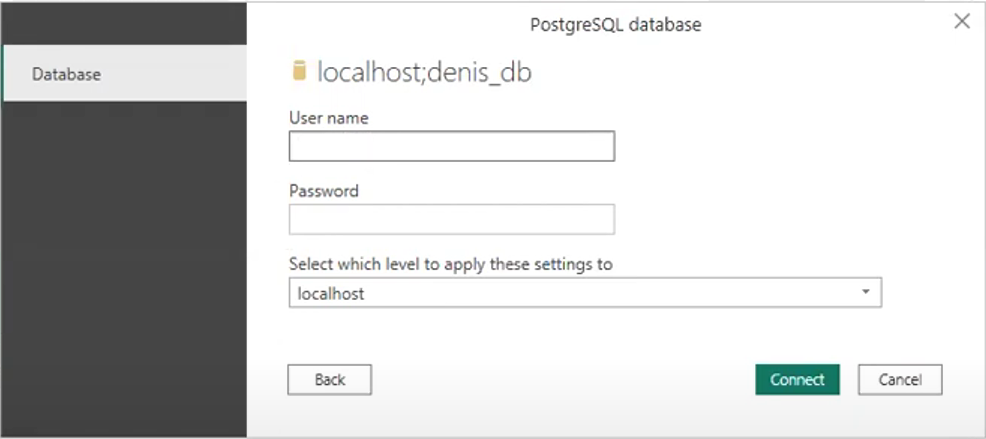 PostgreSQL database
Database
localhost;denis_db
User name
Password
Select which level to apply these settings to
localhost
Back
Connect
Cancel